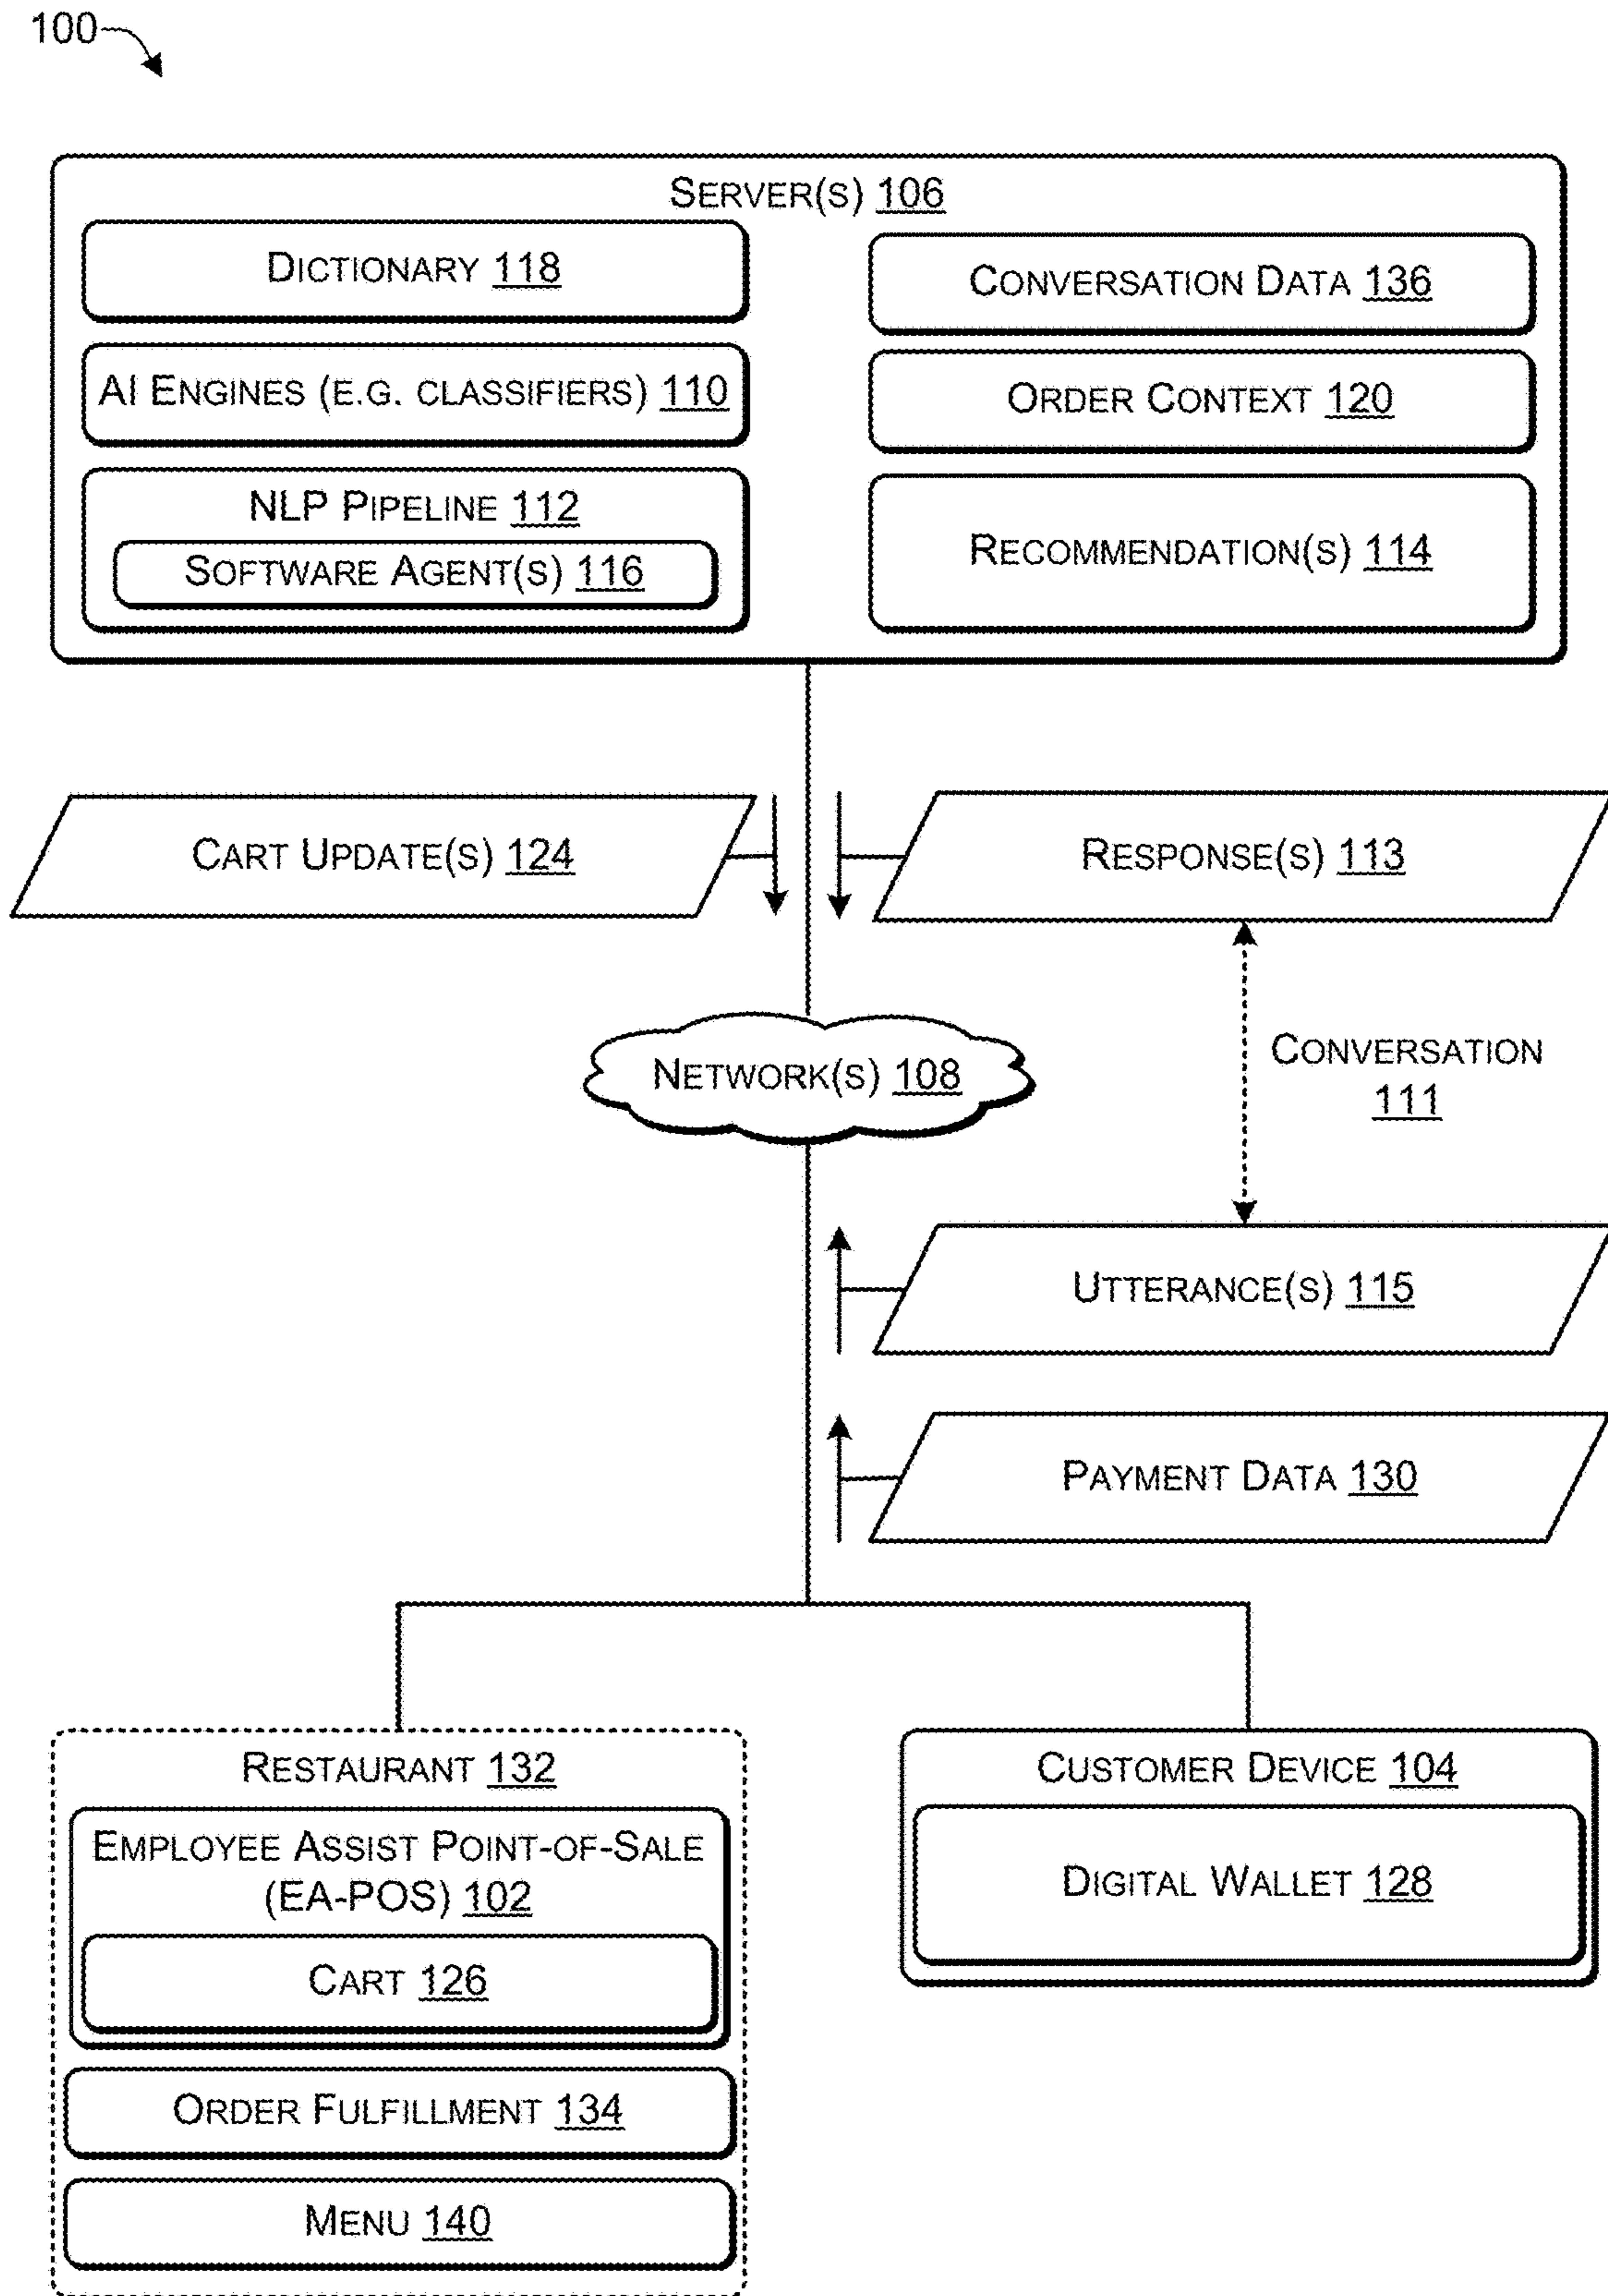 100
SERVER(S) 106
DICTIONARY 118
AI ENGINES (E.G. CLASSIFIERS) 110
NLP PIPELINE 112
SOFTWARE AGENT(S) 116
CONVERSATION DATA 136
ORDER CONTEXT 120
RECOMMENDATION(S) 114
CART UPDATE(S) 124
RESPONSE(S) 113
NETWORK(S) 108
CONVERSATION
111
UTTERANCE(S) 115
PAYMENT DATA 130
RESTAURANT 132
EMPLOYEE ASSIST POINT-OF-SALE
(EA-POS) 102
CART 126
ORDER FULFILLMENT 134
MENU 140
CUSTOMER DEVICE 104
DIGITAL WALLET 128